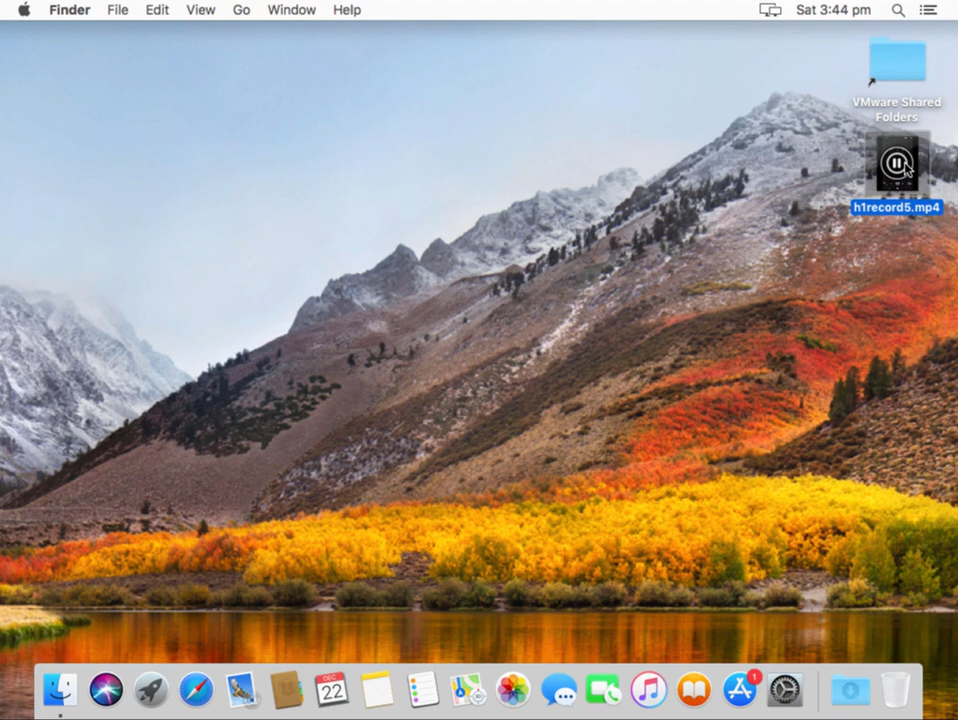 Finder File Edit View Go Window Help Sat 3:44 pm
VMware Shared
Folders
h1record5.mp4
DEC
22
1